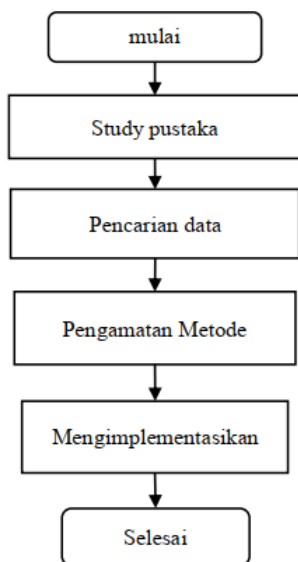 mulai
Study pustaka
Pencarian data
Pengamatan Metode
Mengimplementasikan
Selesai